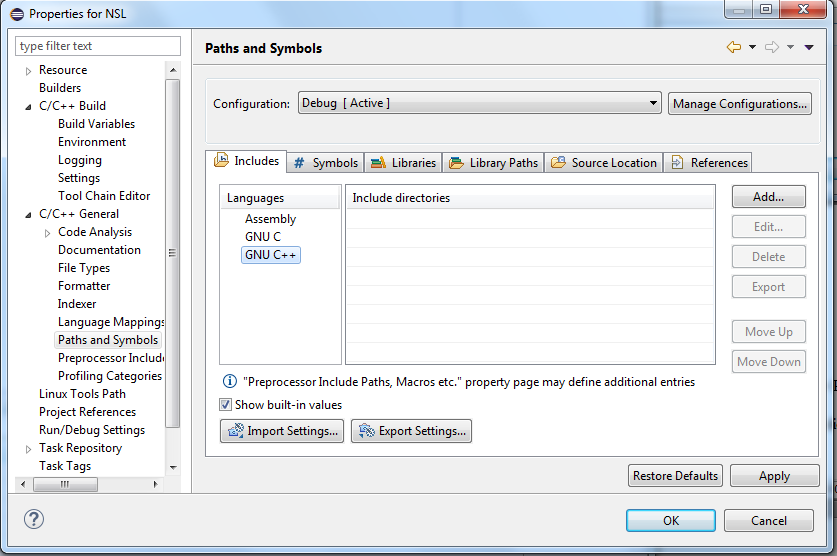 Properties for NSL
type filter text
Paths and Symbols
Resource
Builders
C/C++ Build
Build Variables
Environment
Logging
Settings
Tool Chain Editor
C/C++ General
Code Analysis
Documentation
File Types
Formatter
Indexer
Language Mappings
Paths and Symbols
Preprocessor Include
Profiling Categories
Linux Tools Path
Project References
Run/Debug Settings
Task Repository
Task Tags
Configuration:
Debug [ Active ]
Manage Configurations...
Includes
# Symbols
Libraries
Library Paths
Source Location
References
Languages
Assembly
GNU C
GNU C++
Include directories
Add...
Edit...
Delete
Export
Move Up
Move Down
"Preprocessor Include Paths, Macros etc." property page may define additional entries
Show built-in values
Import Settings...
Export Settings...
Restore Defaults
Apply
OK
Cancel